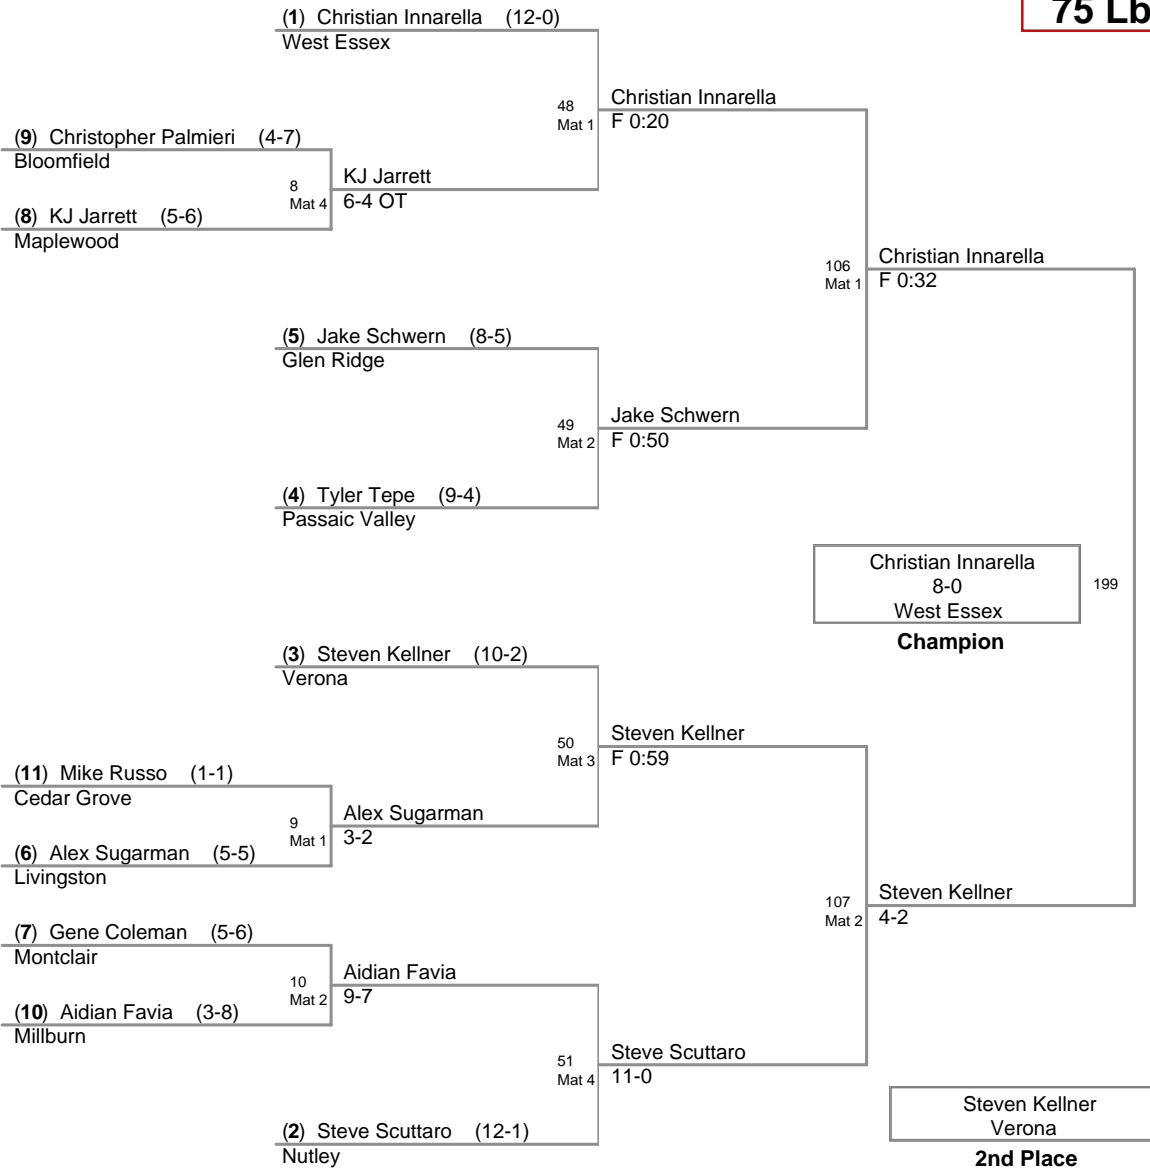 75 Lb
(1) Christian Innarella (12-0)
West Essex
48
Mat 1
Christian Innarella
F 0:20
(9) Christopher Palmieri (4-7)
Bloomfield
8
Mat 4
KJ Jarrett
6-4 OT
(8) KJ Jarrett (5-6)
Maplewood
106
Mat 1
Christian Innarella
F 0:32
(5) Jake Schwern (8-5)
Glen Ridge
49
Mat 2
Jake Schwern
F 0:50
(4) Tyler Tepe (9-4)
Passaic Valley
Christian Innarella
8-0
West Essex
199
Champion
(3) Steven Kellner (10-2)
Verona
50
Mat 3
Steven Kellner
F 0:59
(11) Mike Russo (1-1)
Cedar Grove
9
Mat 1
Alex Sugarman
3-2
(6) Alex Sugarman (5-5)
Livingston
107
Mat 2
Steven Kellner
4-2
(7) Gene Coleman (5-6)
Montclair
10
Mat 2
Aidian Favia
9-7
(10) Aidian Favia (3-8)
Millburn
51
Mat 4
Steve Scuttaro
11-0
(2) Steve Scuttaro (12-1)
Nutley
Steven Kellner
Verona
2nd Place